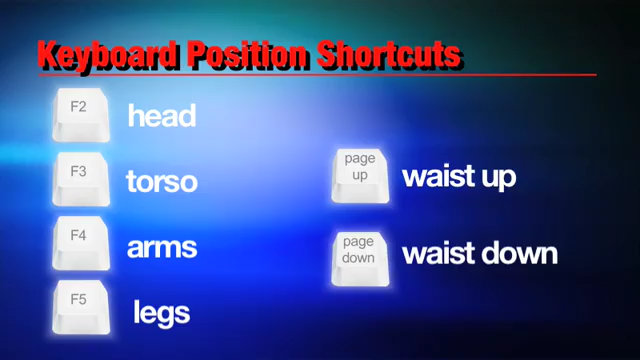 Keyboard Position Shortcuts
F2
head
F3
torso
F4
arms
F5
legs
page
up
waist up
page
down
waist down